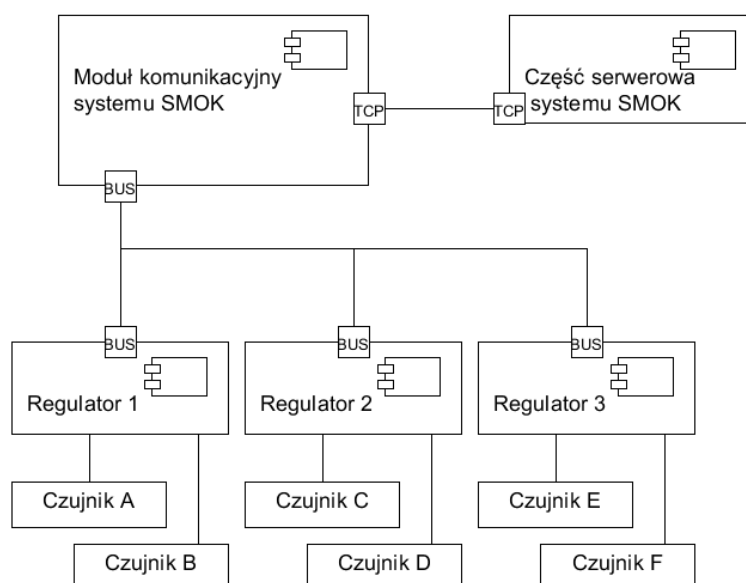 Moduł komunikacyjny
systemu SMOK
Część serwerowa
systemu SMOK
TCP
TCP
BUS
BUS
BUS
BUS
Regulator 1
Regulator 2
Regulator 3
Czujnik A
Czujnik C
Czujnik E
Czujnik B
Czujnik D
Czujnik F